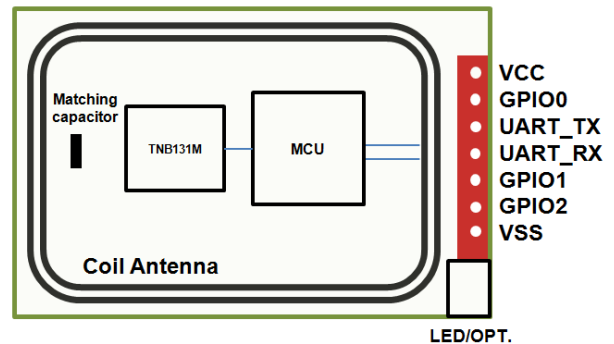 Matching
capacitor
TNB131M
MCU
Coil Antenna
VCC
GPIO0
UART_TX
UART_RX
GPIO1
GPIO2
VSS
LED/OPT.